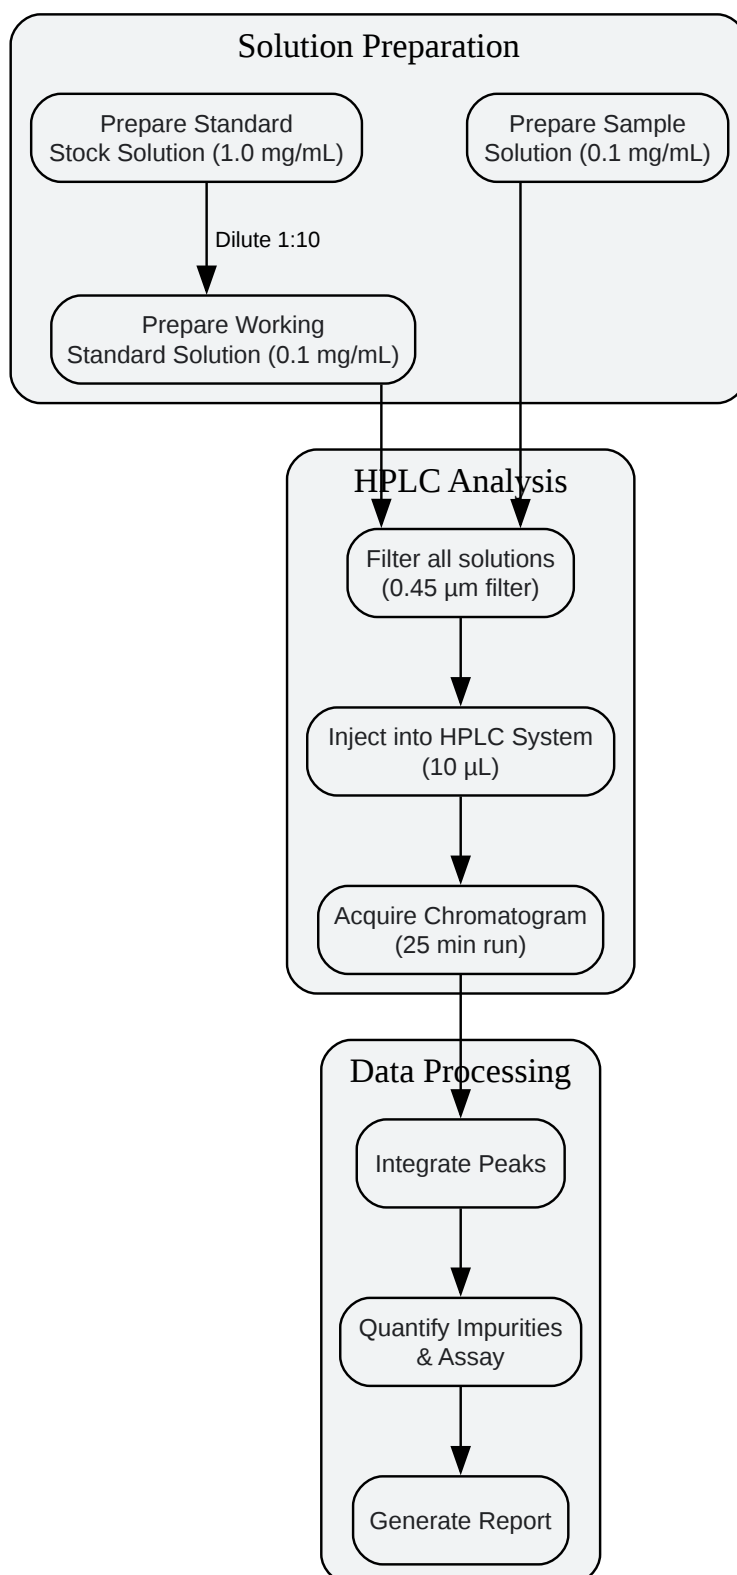 Solution Preparation
Prepare Standard
Stock Solution (1.0 mg/mL)
Prepare Sample
Solution (0.1 mg/mL)
Dilute 1:10
Prepare Working
Standard Solution (0.1 mg/mL)
HPLC Analysis
Filter all solutions
(0.45 µm filter)
Inject into HPLC System
(10 µL)
Acquire Chromatogram
(25 min run)
Data Processing
Integrate Peaks
Quantify Impurities
& Assay
Generate Report